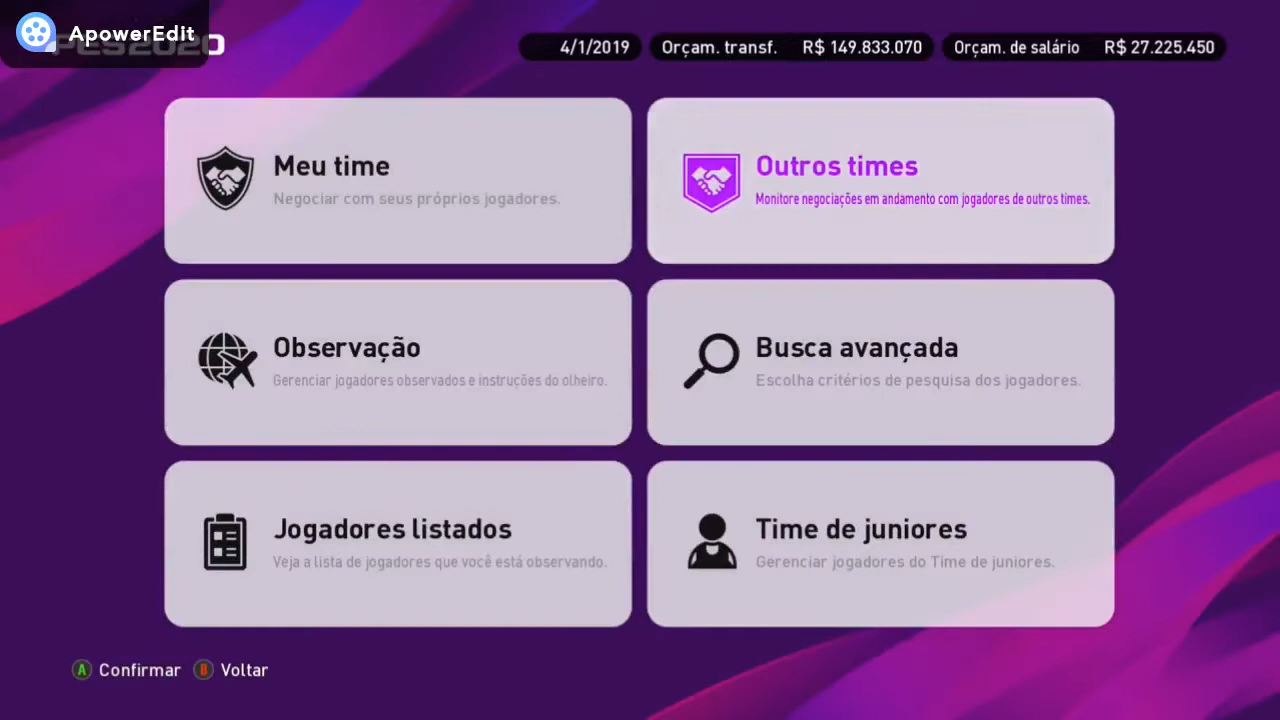 ApowerEdit
PES2020
4/1/2019
Orçam. transf. R$ 149.833.070
Orçam. de salário R$ 27.225.450
Meu time
Negociar com seus próprios jogadores.
Outros times
Monitore negociações em andamento com jogadores de outros times.
Observação
Gerenciar jogadores observados e instruções do olheiro.
Busca avançada
Escolha critérios de pesquisa dos jogadores.
Jogadores listados
Veja a lista de jogadores que você está observando.
Time de juniores
Gerenciar jogadores do Time de juniores.
A Confirmar B Voltar